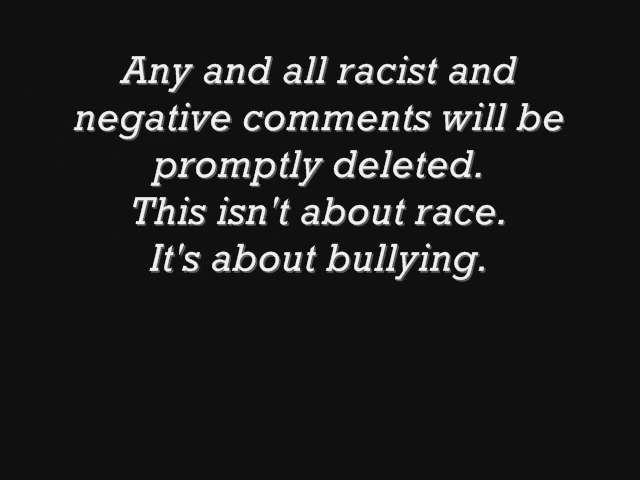 Any and all racist and
negative comments will be
promptly deleted.
This isn't about race.
It's about bullying.